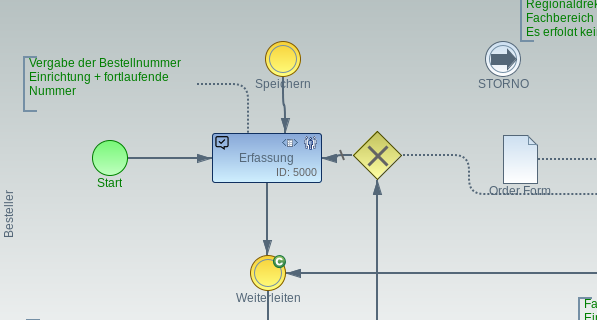 Regionaldirek
Fachbereich
Es erfolgt kei
Vergabe der Bestellnummer
Einrichtung + fortlaufende
Nummer
Speichern
STORNO
Erfassung
ID: 5000
Start
Order Form
Besteller
C
Weiterleiten
Fa
Ein